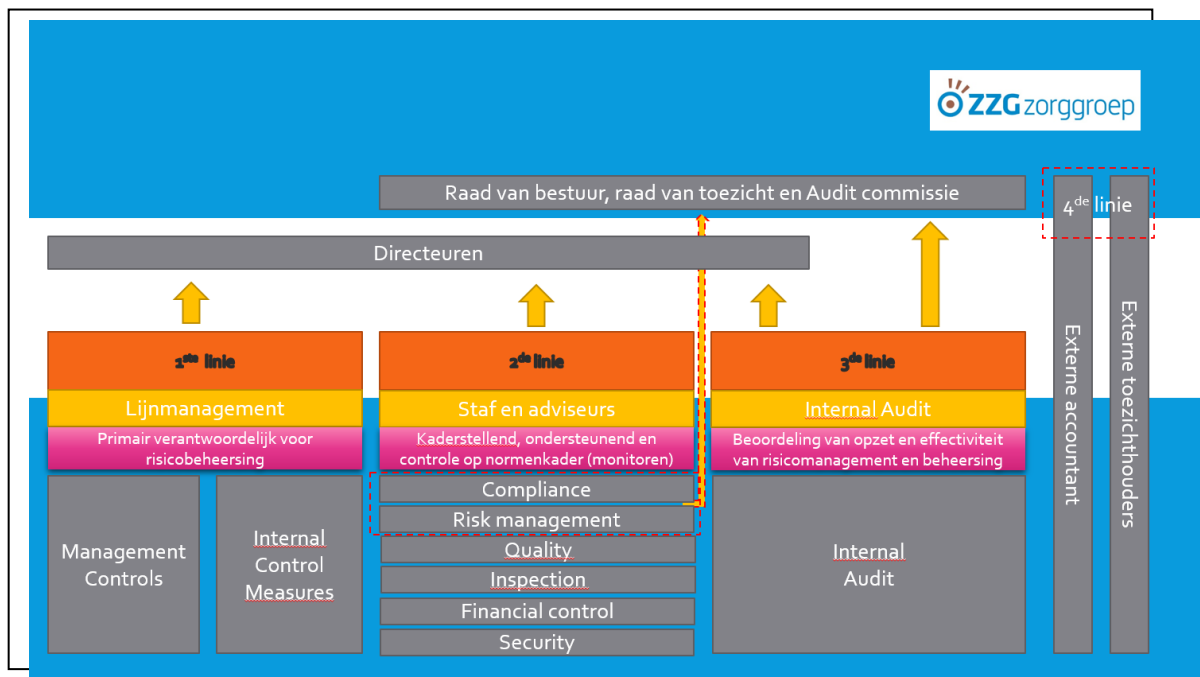 ZZG zorggroep
Raad van bestuur, raad van toezicht en Audit commissie
4de linie
Directeuren
1ste linie
2de linie
3de linie
Lijnmanagement
Staf en adviseurs
Internal Audit
Primair verantwoordelijk voor
risicobeheersing
Kaderstellend, ondersteunend en
controle op normenkader (monitoren)
Beoordeling van opzet en effectiviteit
van risicomanagement en beheersing
Management
Controls
Internal
Control
Measures
Compliance
Risk management
Quality
Inspection
Financial control
Security
Internal
Audit
Externe accountant
Externe toezichthouders